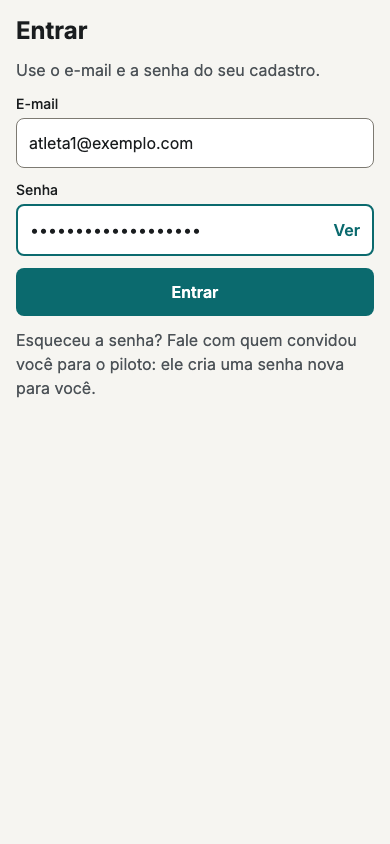 Entrar
Use o e-mail e a senha do seu cadastro.
E-mail
atleta1@exemplo.com
Senha
••••••••••••••••••• Ver
Entrar
Esqueceu a senha? Fale com quem convidou
você para o piloto: ele cria uma senha nova
para você.